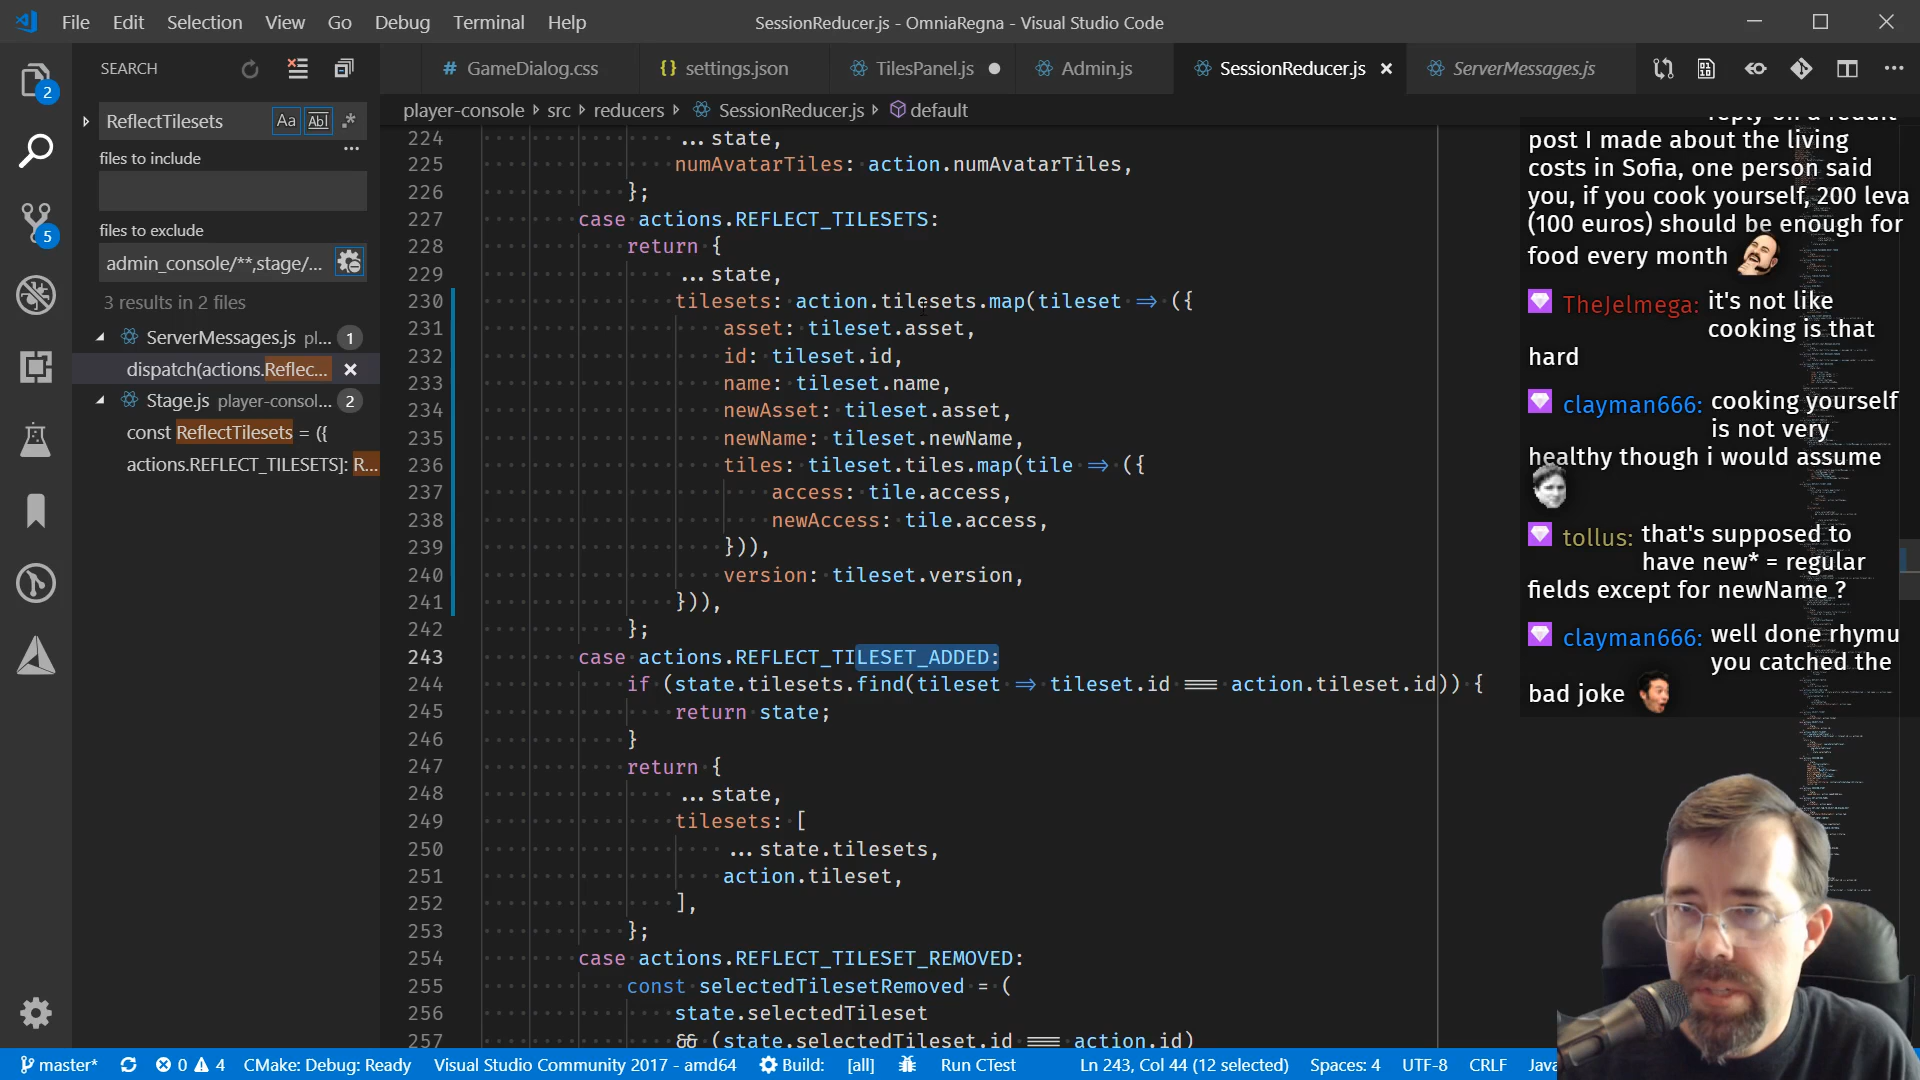 File Edit Selection View Go Debug Terminal Help
SessionReducer.js - OmniaRegna - Visual Studio Code
SEARCH
# GameDialog.css
{} settings.json
TilesPanel.js ●
Admin.js
SessionReducer.js ×
ServerMessages.js
2
5
ReflectTilesets
Aa Abl .*
files to include
...
files to exclude
admin_console/**,stage/...
3 results in 2 files
ServerMessages.js pl... 1
dispatch(actions.Reflec... ×
Stage.js player-consol... 2
const ReflectTilesets = ({
actions.REFLECT_TILESETS]: R...
player-console › src › reducers › SessionReducer.js › default
224 ...state,
225 numAvatarTiles: action.numAvatarTiles,
226 };
227 case actions.REFLECT_TILESETS:
228 return {
229 ...state,
230 tilesets: action.tilesets.map(tileset => ({
231 asset: tileset.asset,
232 id: tileset.id,
233 name: tileset.name,
234 newAsset: tileset.asset,
235 newName: tileset.newName,
236 tiles: tileset.tiles.map(tile => ({
237 access: tile.access,
238 newAccess: tile.access,
239 })),
240 version: tileset.version,
241 })),
242 };
243 case actions.REFLECT_TILESET_ADDED:
244 if (state.tilesets.find(tileset => tileset.id === action.tileset.id)) {
245 return state;
246 }
247 return {
248 ...state,
249 tilesets: [
250 ...state.tilesets,
251 action.tileset,
252 ],
253 };
254 case actions.REFLECT_TILESET_REMOVED:
255 const selectedTilesetRemoved = (
256 state.selectedTileset
257 && (state.selectedTileset.id === action.id)
reply on a reddit
post I made about the living
costs in Sofia, one person said
you, if you cook yourself, 200 leva
(100 euros) should be enough for
food every month
TheJelmega: it's not like
cooking is that
hard
clayman666: cooking yourself
is not very
healthy though i would assume
tollus: that's supposed to
have new* = regular
fields except for newName ?
clayman666: well done rhymu
you catched the
bad joke
master* 0 4 CMake: Debug: Ready Visual Studio Community 2017 - amd64 Build: [all] Run CTest Ln 243, Col 44 (12 selected) Spaces: 4 UTF-8 CRLF Java